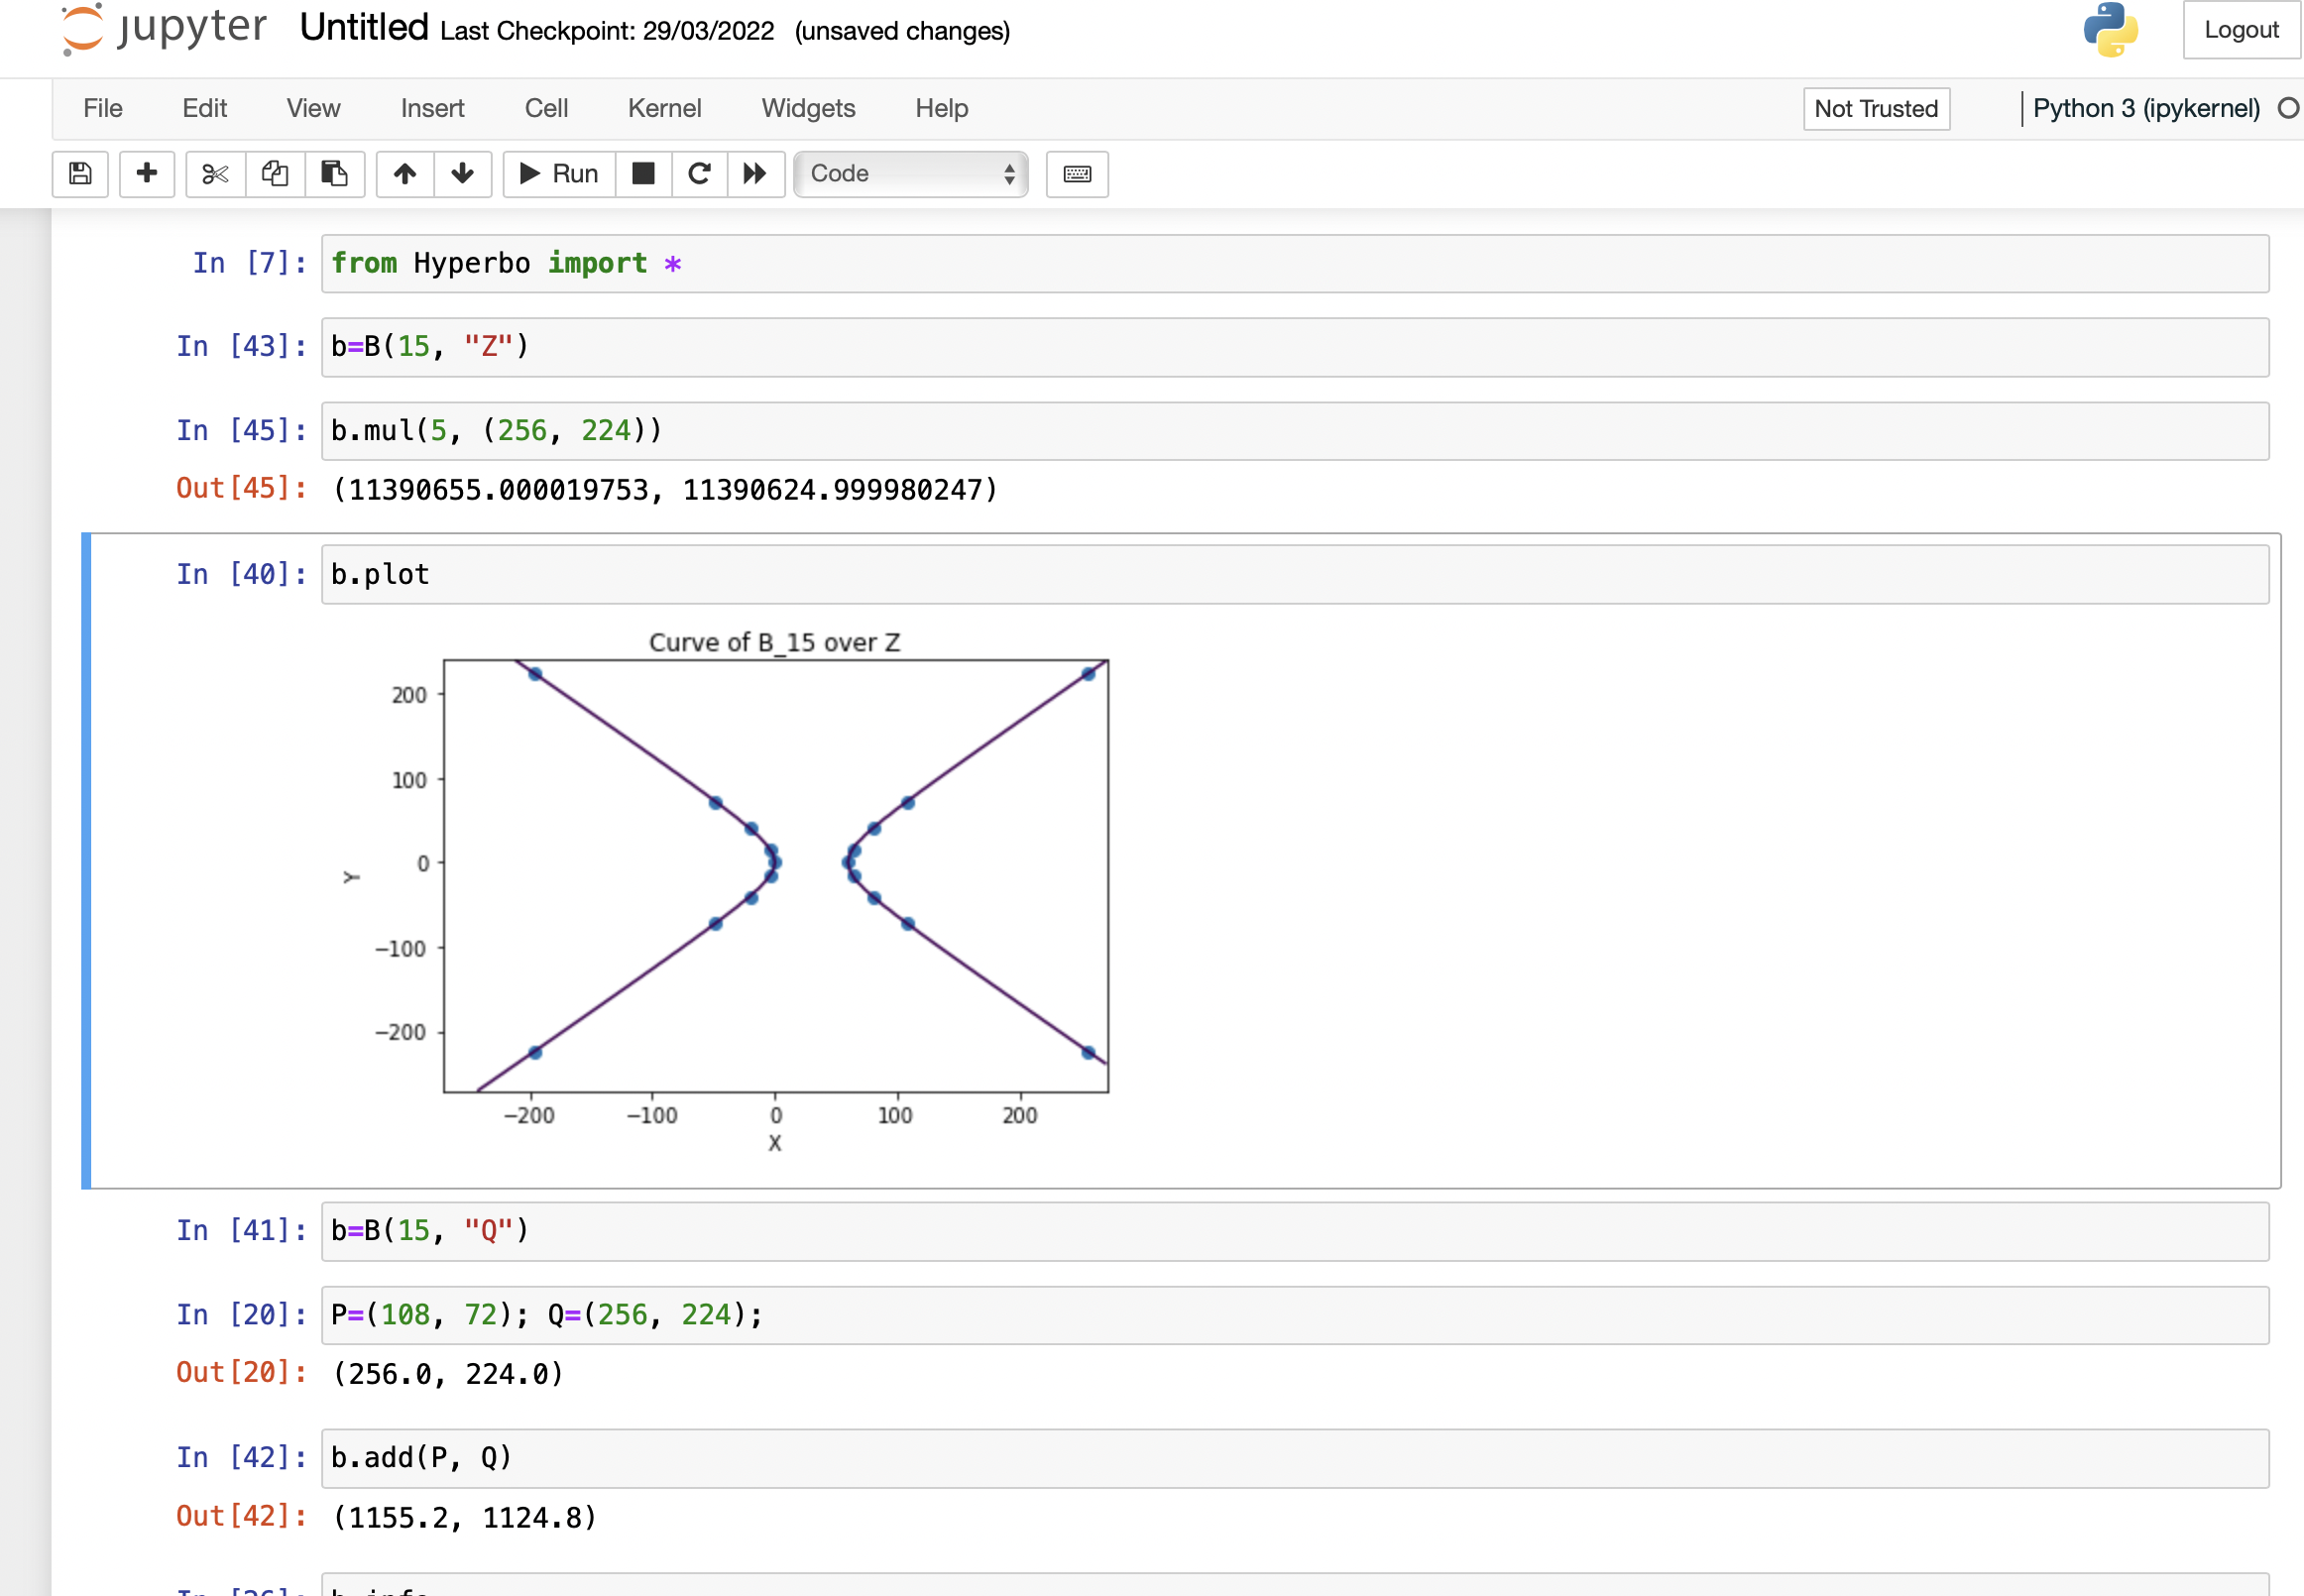 jupyter Untitled Last Checkpoint: 29/03/2022 (unsaved changes) Logout
File Edit View Insert Cell Kernel Widgets Help Not Trusted Python 3 (ipykernel)
Run Code
In [7]: from Hyperbo import *
In [43]: b=B(15, "Z")
In [45]: b.mul(5, (256, 224))
Out[45]: (11390655.000019753, 11390624.999980247)
In [40]: b.plot
Curve of B_15 over Z
200
100
0
−100
−200
Y
−200 −100 0 100 200
X
In [41]: b=B(15, "Q")
In [20]: P=(108, 72); Q=(256, 224);
Out[20]: (256.0, 224.0)
In [42]: b.add(P, Q)
Out[42]: (1155.2, 1124.8)